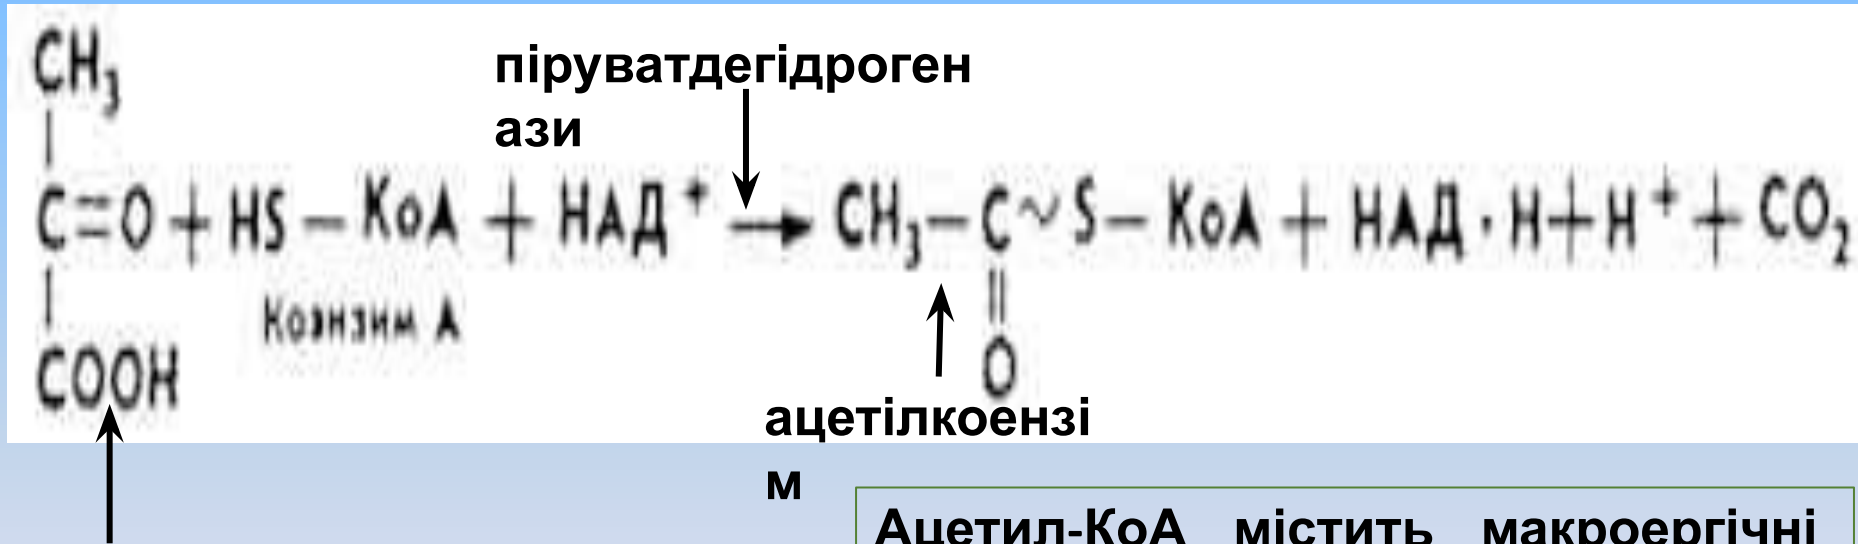 CH₃
піруватдегідроген
ази
C=O + HS – КоА + НАД⁺ → CH₃–C~S–КоА + НАД·Н+Н⁺ + CO₂
Коэнзим А
COOH
O
ацетілкоензі
м
Ацетил-КоА містить макроергічні